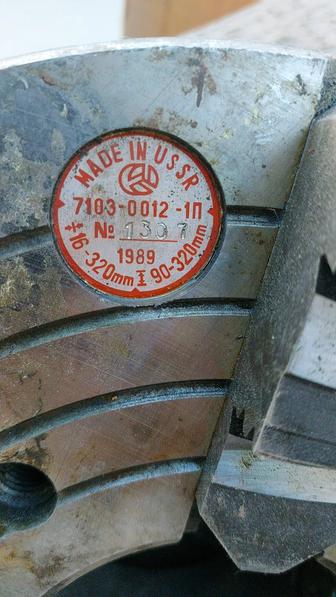 MADE IN USSR
7103-0012-1П
№ 1307
1989
16-320mm 90-320mm